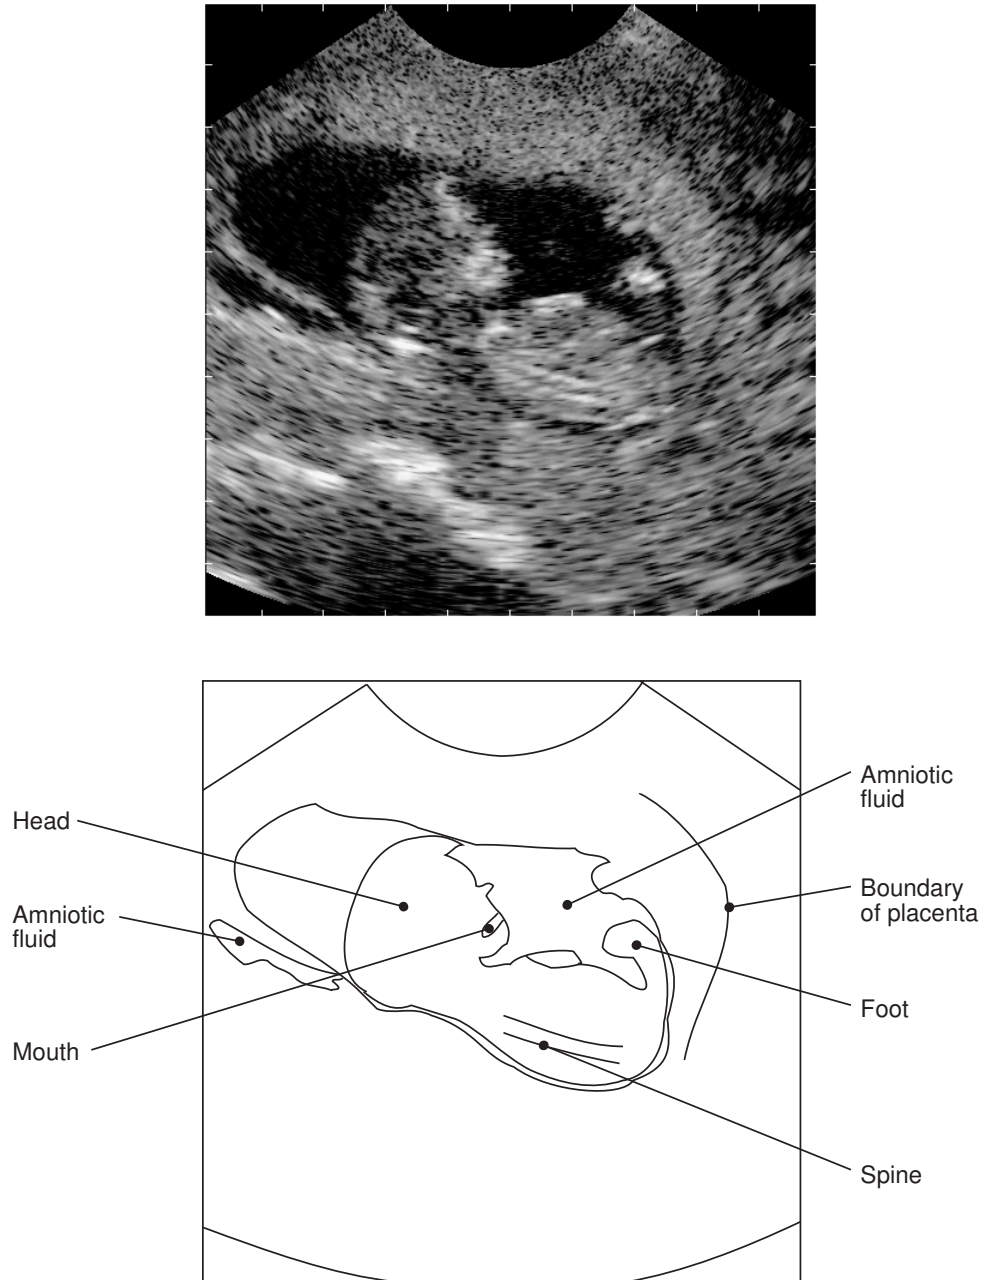 Head
Amniotic
fluid
Mouth
Amniotic
fluid
Boundary
of placenta
Foot
Spine